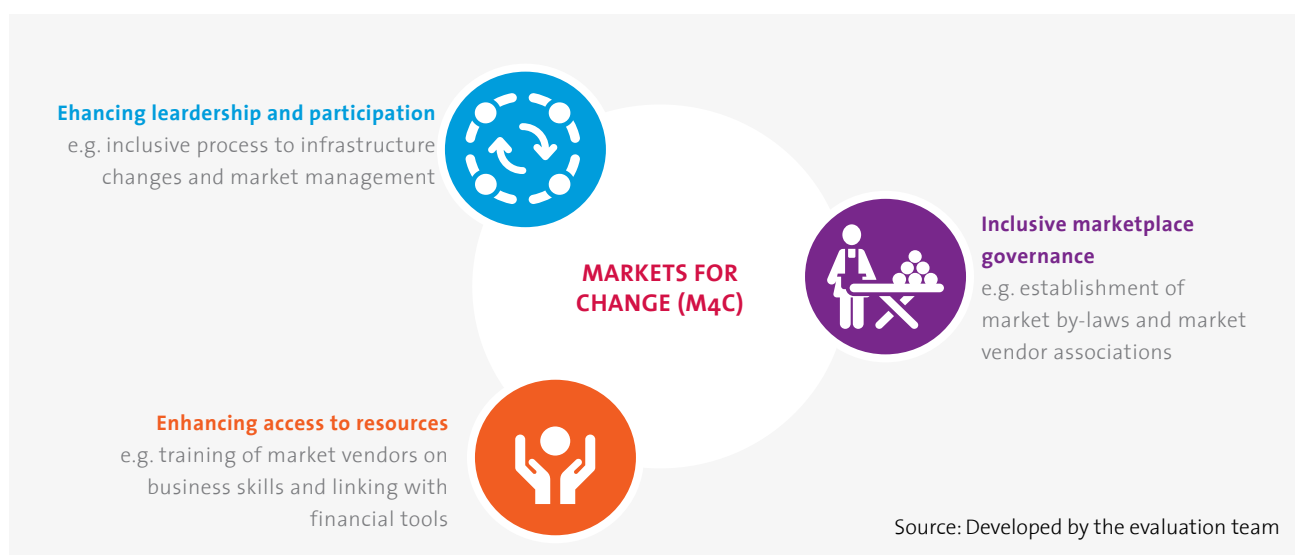 Ehancing leardership and participation
e.g. inclusive process to infrastructure
changes and market management
MARKETS FOR
CHANGE (M4C)
Inclusive marketplace
governance
e.g. establishment of
market by-laws and market
vendor associations
Enhancing access to resources
e.g. training of market vendors on
business skills and linking with
financial tools
Source: Developed by the evaluation team